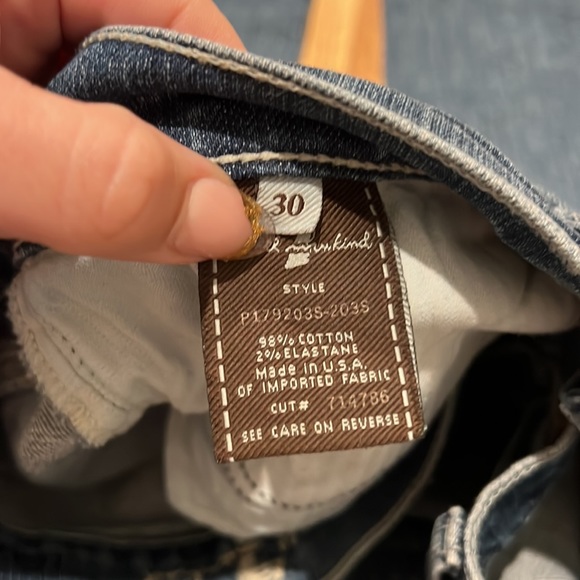 30
mankind
STYLE
P179203S-203S
98% COTTON
2% ELASTANE
Made in U.S.A.
OF IMPORTED FABRIC
CUT# 714786
SEE CARE ON REVERSE